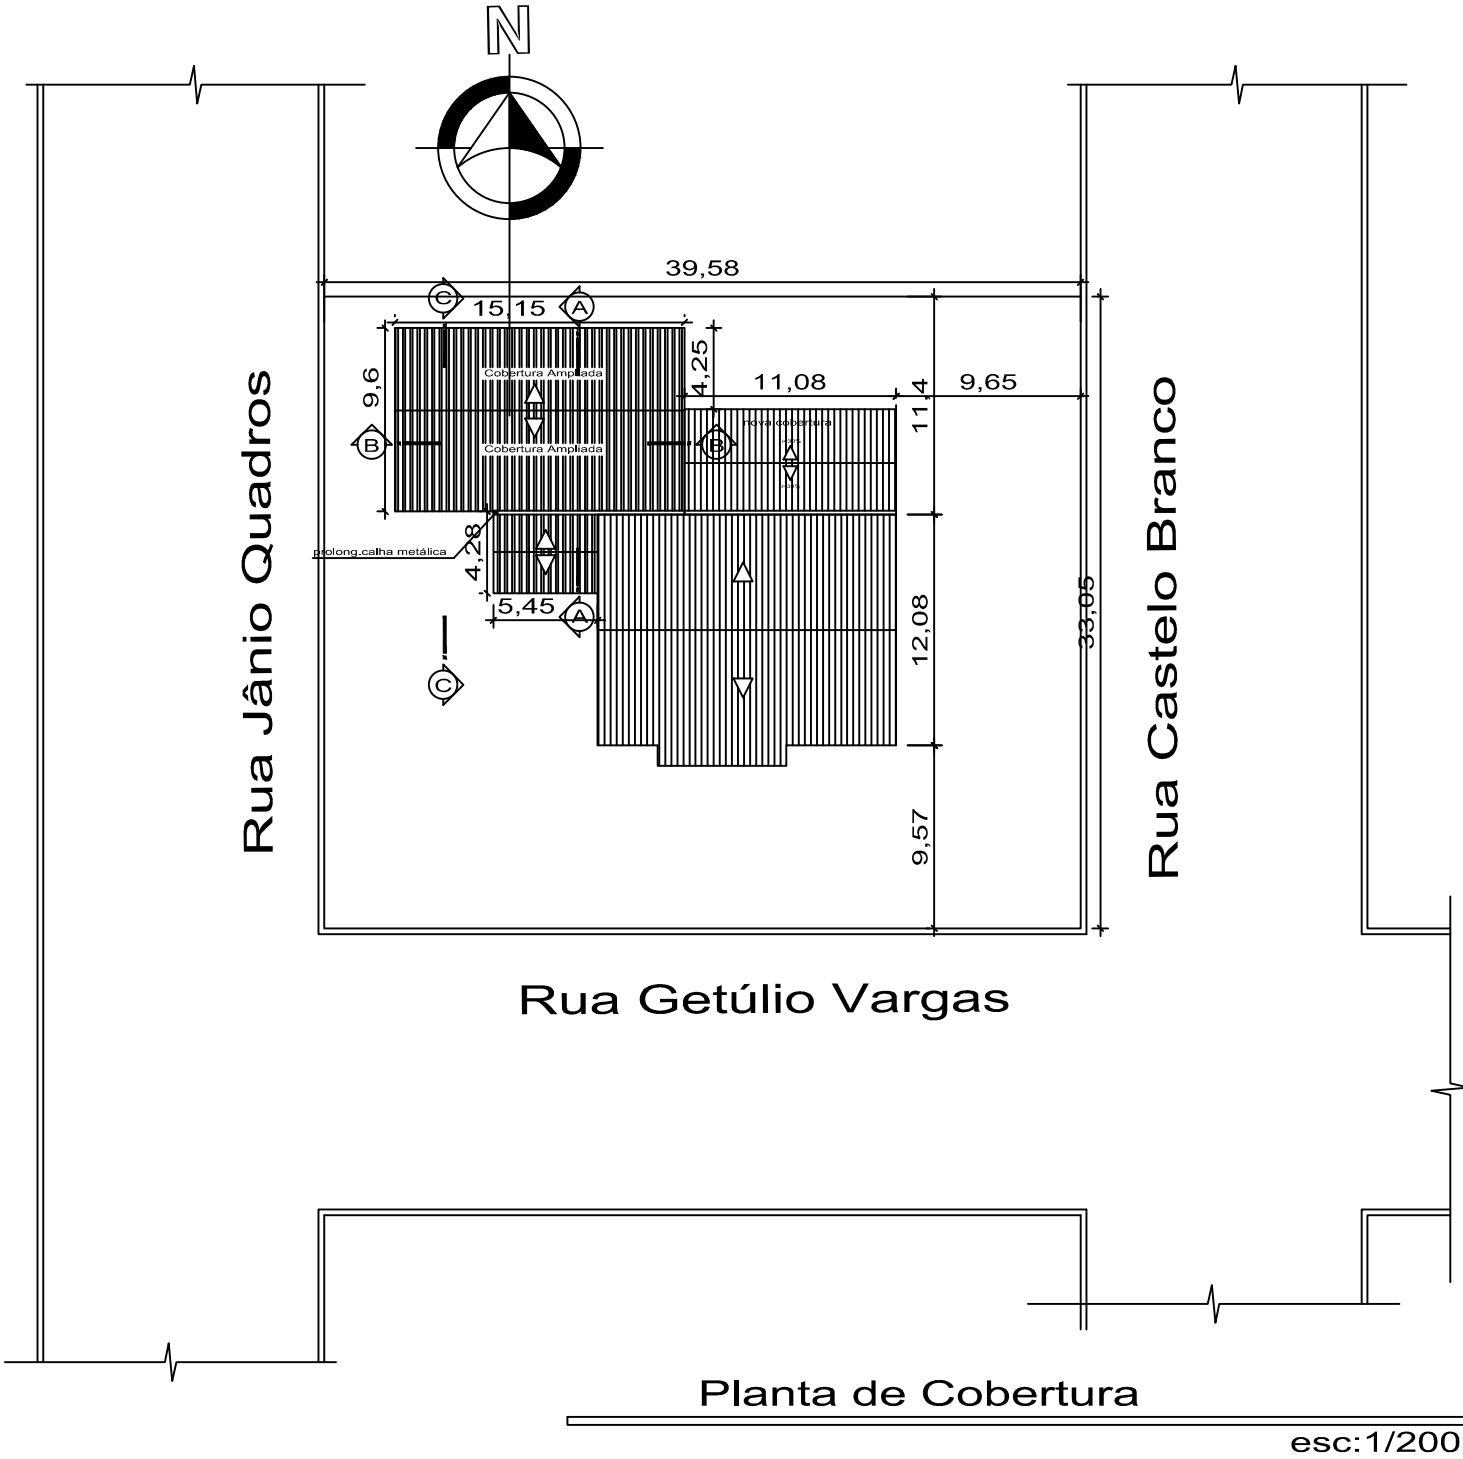 N
39,58
C
15,15
A
Cobertura Ampliada
9,6
4,25
11,08
11,4
9,65
nova cobertura
B
Cobertura Ampliada
B
prolong.calha metálica
4,28
5,45
A
12,08
33,05
C
9,57
Rua Jânio Quadros
Rua Castelo Branco
Rua Getúlio Vargas
Planta de Cobertura
esc:1/200